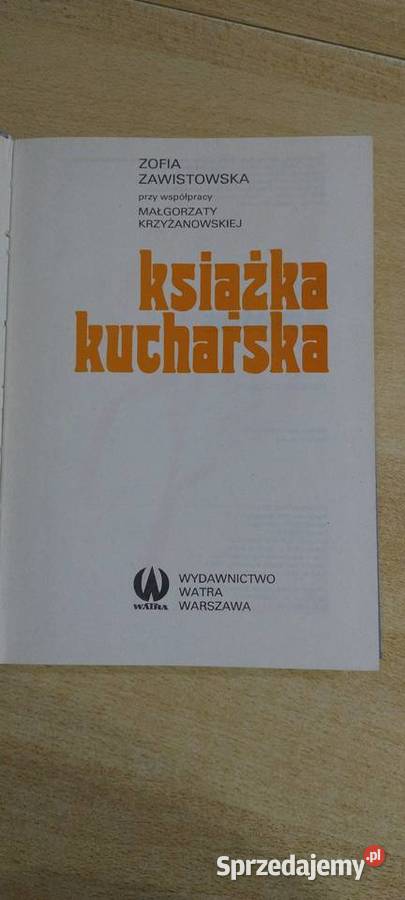 ZOFIA
ZAWISTOWSKA
przy współpracy
MAŁGORZATY
KRZYŻANOWSKIEJ
książka
kucharska
WATRA
WYDAWNICTWO
WATRA
WARSZAWA
Sprzedajemy.pl